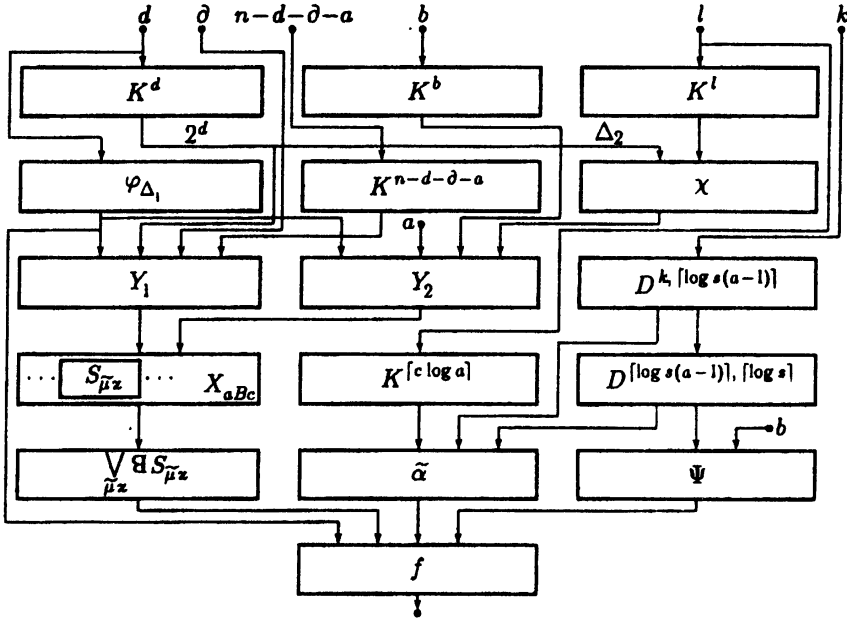 d ∂ n−d−∂−a b l k
K^d K^b K^l
2^d Δ_2
φ_{Δ_1} K^{n−d−∂−a} χ
a
Y_1 Y_2 D^{k,⌈log s(a−1)⌉}
··· S_{μ̃z} ··· X_{aBc} K^{⌈c log a⌉} D^{⌈log s(a−1)⌉,⌈log s⌉}
b
⋁_{μ̃z} ᗺ S_{μ̃z} α̃ Ψ
f